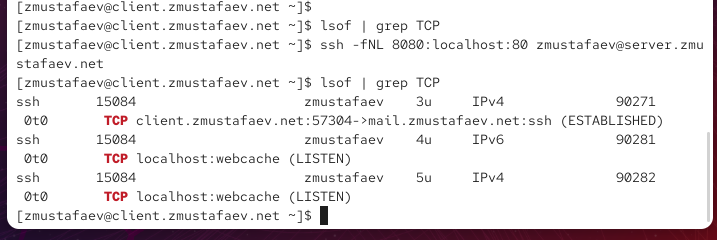 [zmustafaev@client.zmustafaev.net ~]$
[zmustafaev@client.zmustafaev.net ~]$ lsof | grep TCP
[zmustafaev@client.zmustafaev.net ~]$ ssh -fNL 8080:localhost:80 zmustafaev@server.zmu
stafaev.net
[zmustafaev@client.zmustafaev.net ~]$ lsof | grep TCP
ssh       15084                     zmustafaev    3u     IPv4              90271
 0t0       TCP client.zmustafaev.net:57304->mail.zmustafaev.net:ssh (ESTABLISHED)
ssh       15084                     zmustafaev    4u     IPv6              90281
 0t0       TCP localhost:webcache (LISTEN)
ssh       15084                     zmustafaev    5u     IPv4              90282
 0t0       TCP localhost:webcache (LISTEN)
[zmustafaev@client.zmustafaev.net ~]$